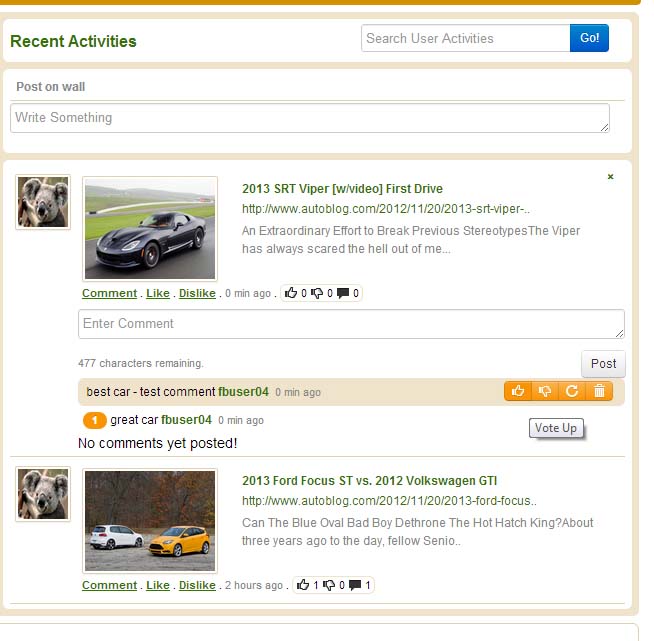 Recent Activities
Search User Activities Go!
Post on wall
Write Something
×
2013 SRT Viper [w/video] First Drive
http://www.autoblog.com/2012/11/20/2013-srt-viper-..
An Extraordinary Effort to Break Previous StereotypesThe Viper
has always scared the hell out of me...
Comment . Like . Dislike . 0 min ago . 0 0 0
Enter Comment
477 characters remaining. Post
best car - test comment fbuser04 0 min ago
1 great car fbuser04 0 min ago
Vote Up
No comments yet posted!
2013 Ford Focus ST vs. 2012 Volkswagen GTI
http://www.autoblog.com/2012/11/20/2013-ford-focus..
Can The Blue Oval Bad Boy Dethrone The Hot Hatch King?About
three years ago to the day, fellow Senio..
Comment . Like . Dislike . 2 hours ago . 1 0 1